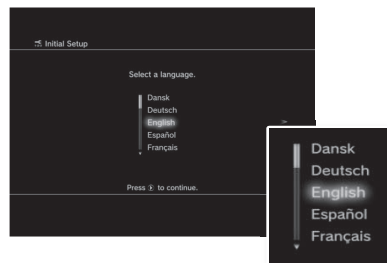 Initial Setup
Select a language.
Dansk
Deutsch
English
Español
Français
Press to continue.
Dansk
Deutsch
English
Español
Français